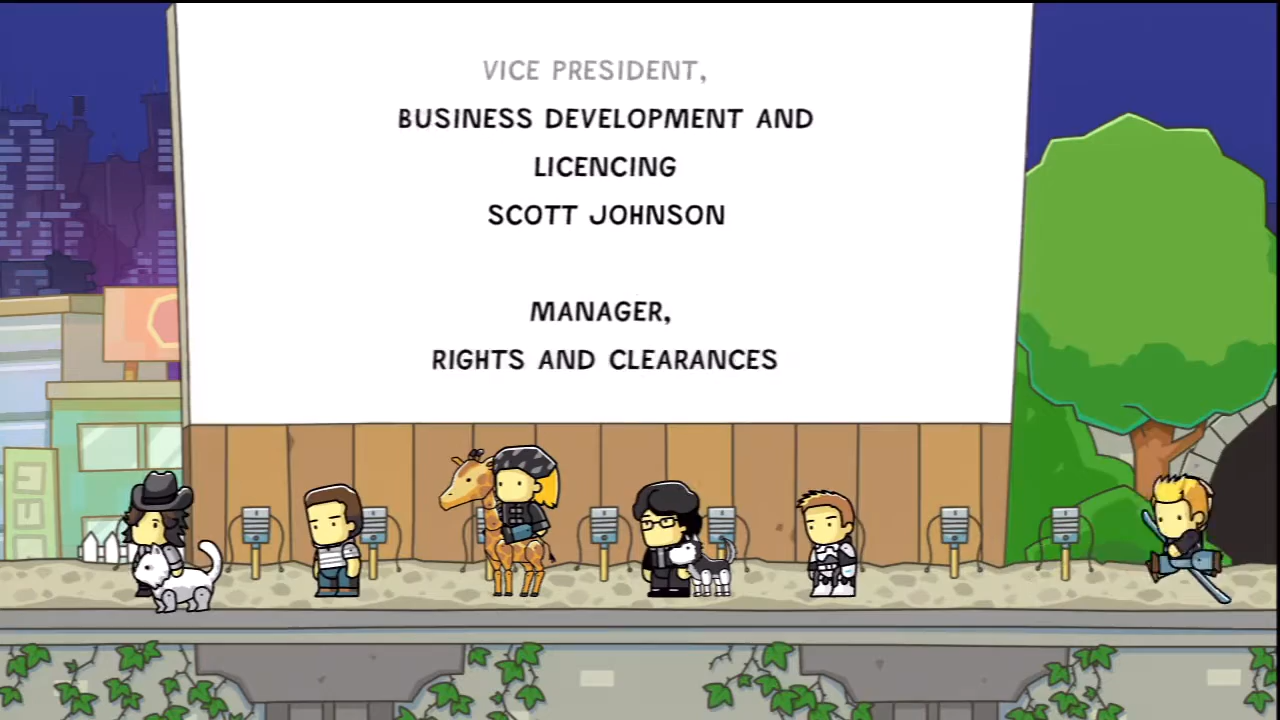 VICE PRESIDENT,
BUSINESS DEVELOPMENT AND
LICENCING
SCOTT JOHNSON
MANAGER,
RIGHTS AND CLEARANCES